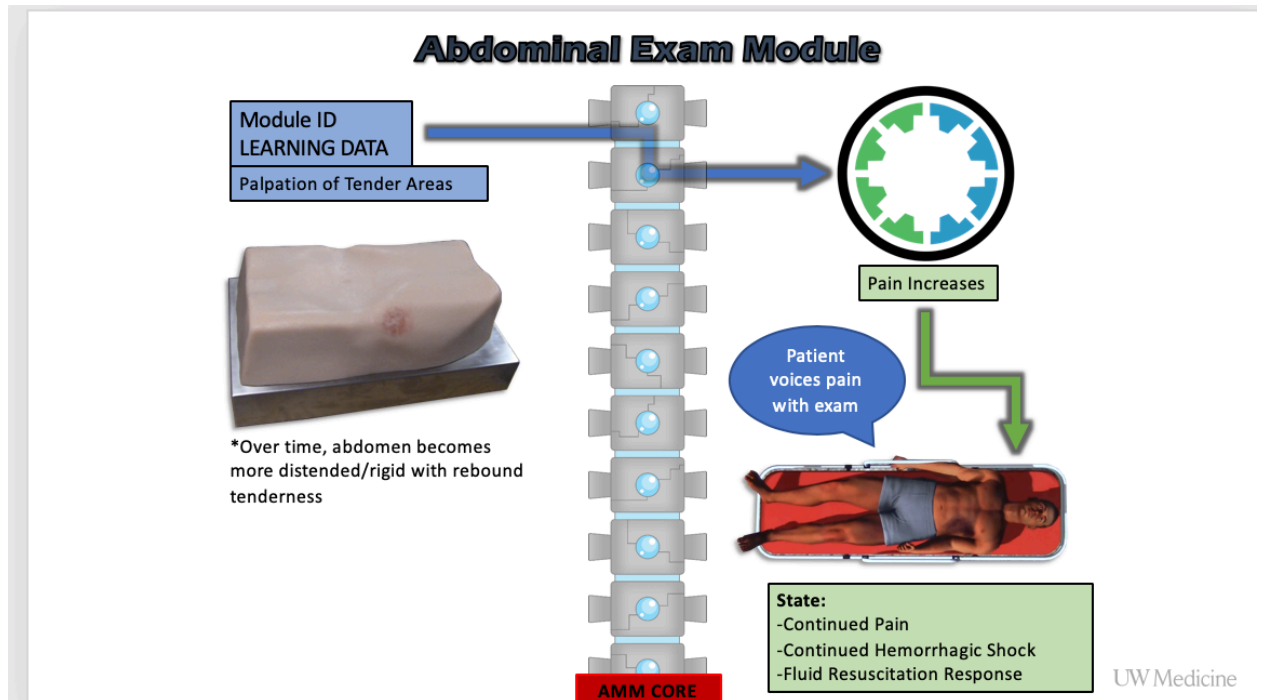 Abdominal Exam Module
Module ID
LEARNING DATA
Palpation of Tender Areas
*Over time, abdomen becomes
more distended/rigid with rebound
tenderness
Pain Increases
Patient
voices pain
with exam
State:
-Continued Pain
-Continued Hemorrhagic Shock
-Fluid Resuscitation Response
AMM CORE
UW Medicine